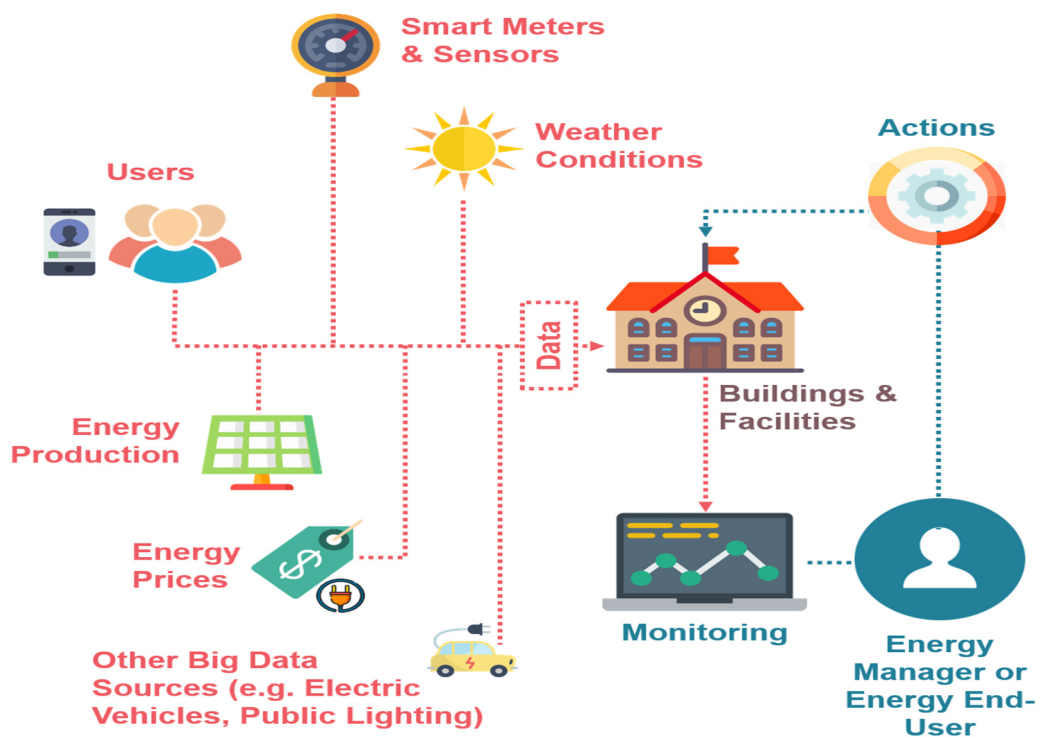 Smart Meters
& Sensors
Weather
Conditions
Actions
Users
Data
Buildings &
Facilities
Energy
Production
Energy
Prices
$
Monitoring
Other Big Data
Sources (e.g. Electric
Vehicles, Public Lighting)
Energy
Manager or
Energy End-
User